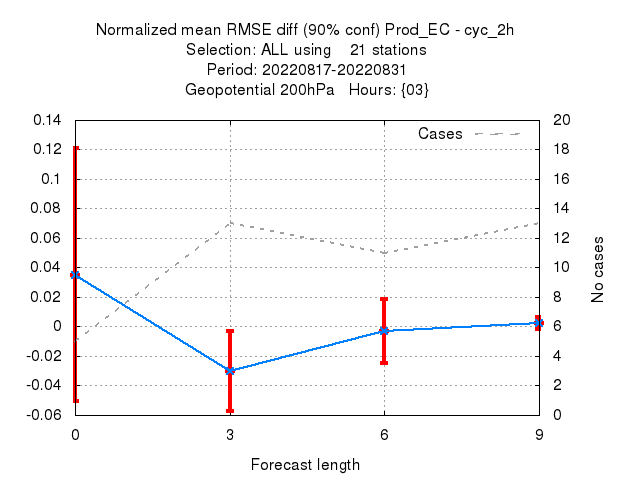 Normalized mean RMSE diff (90% conf) Prod_EC - cyc_2h
Selection: ALL using    21 stations
Period: 20220817-20220831
Geopotential 200hPa   Hours: {03}
Cases
0.14
0.12
0.1
0.08
0.06
0.04
0.02
0
-0.02
-0.04
-0.06
20
18
16
14
12
10
8
6
4
2
0
No cases
0 3 6 9
Forecast length